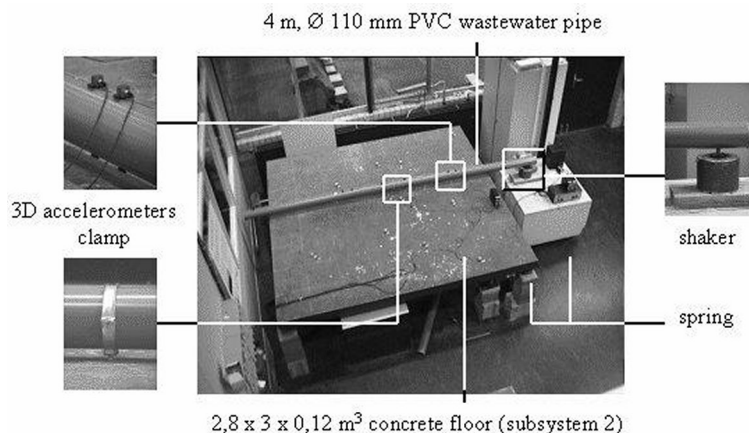 4 m, Ø 110 mm PVC wastewater pipe
3D accelerometers
clamp
shaker
spring
2,8 x 3 x 0,12 m³ concrete floor (subsystem 2)